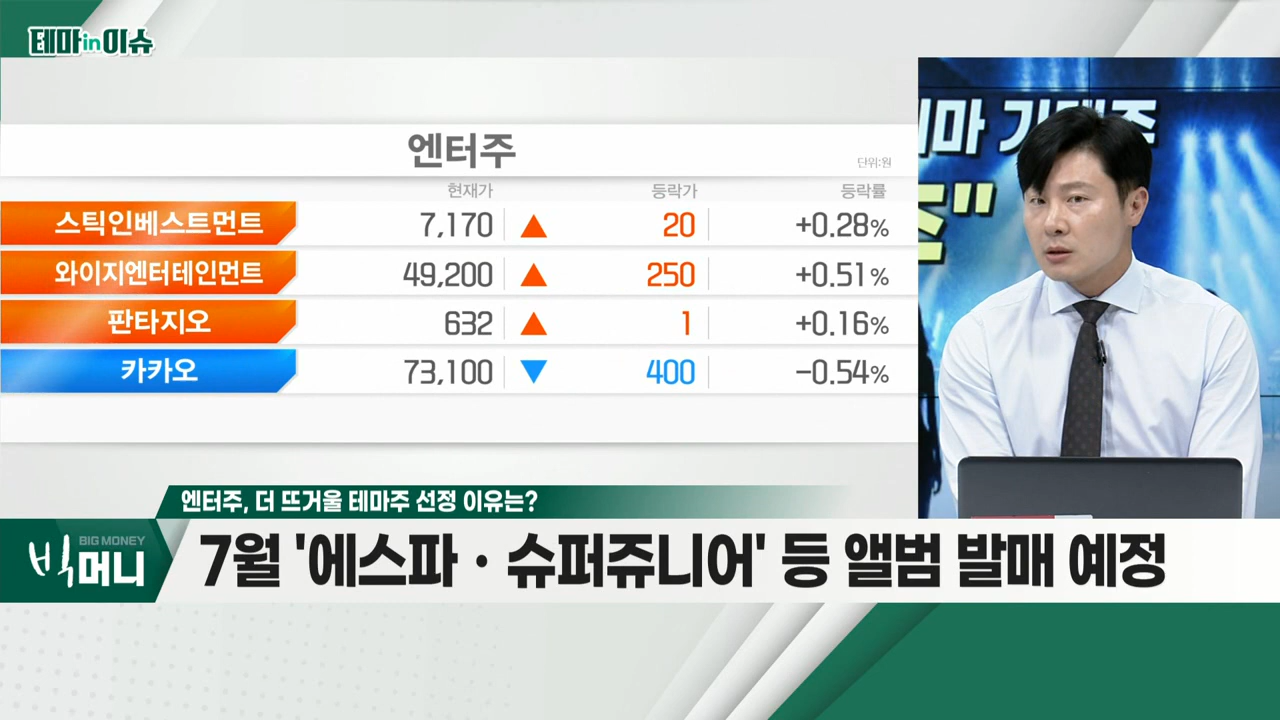 테마in이슈
엔터주
단위:원
현재가 등락가 등락률
스틱인베스트먼트 7,170 ▲ 20 +0.28%
와이지엔터테인먼트 49,200 ▲ 250 +0.51%
판타지오 632 ▲ 1 +0.16%
카카오 73,100 ▼ 400 -0.54%
엔터주, 더 뜨거울 테마주 선정 이유는?
BIG MONEY
빅머니
7월 '에스파·슈퍼쥬니어' 등 앨범 발매 예정